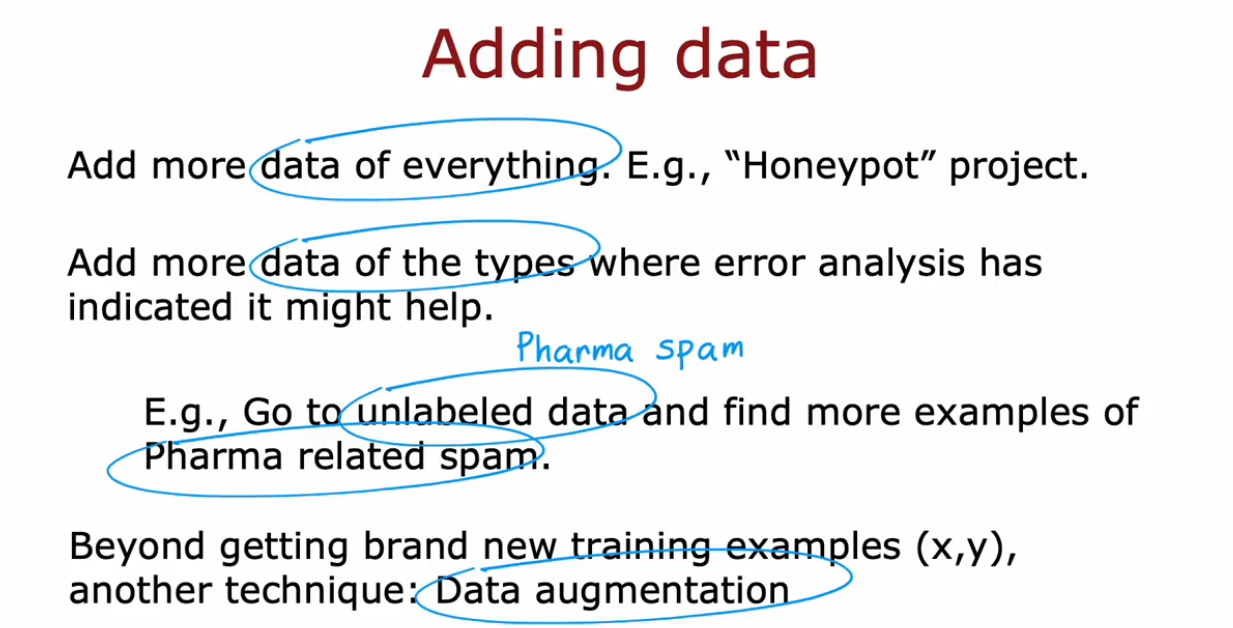 Adding data
Add more data of everything. E.g., “Honeypot” project.
Add more data of the types where error analysis has
indicated it might help.
Pharma spam
E.g., Go to unlabeled data and find more examples of
Pharma related spam.
Beyond getting brand new training examples (x,y),
another technique: Data augmentation